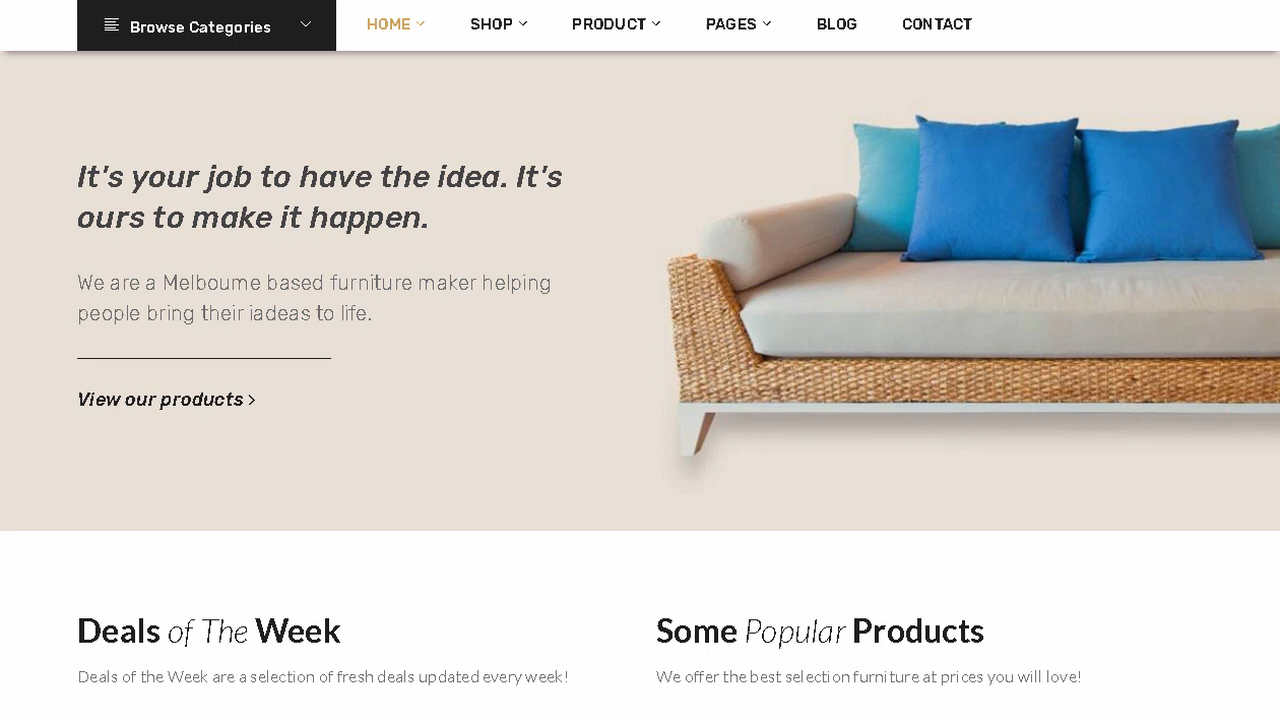 Browse Categories
HOME SHOP PRODUCT PAGES BLOG CONTACT
It's your job to have the idea. It's
ours to make it happen.
We are a Melboume based furniture maker helping
people bring their iadeas to life.
View our products
Deals of The Week
Deals of the Week are a selection of fresh deals updated every week!
Some Popular Products
We offer the best selection furniture at prices you will love!